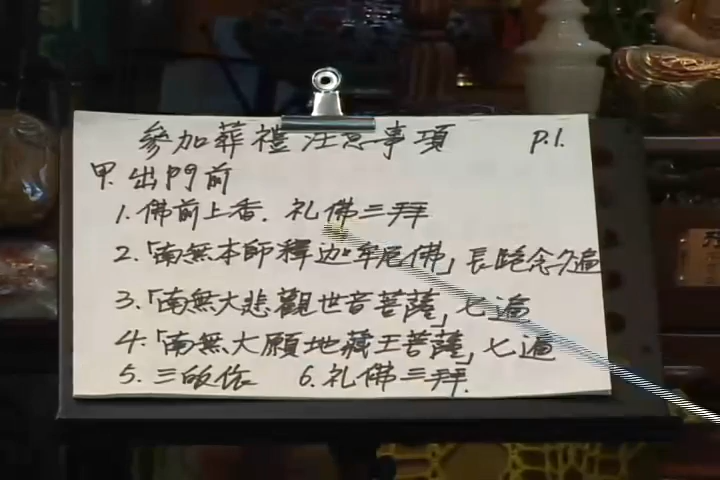 參加葬禮注意事項 P.1.
甲.出門前
1.佛前上香.礼佛三拜
2.「南無本師釋迦牟尼佛」長跪念久遍
3.「南無大悲觀世音菩薩」七遍
4.「南無大願地藏王菩薩」七遍
5.三皈依 6.礼佛三拜.